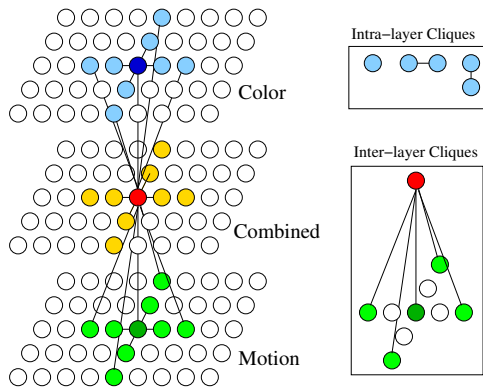 Intra−layer Cliques
Color
Inter−layer Cliques
Combined
Motion